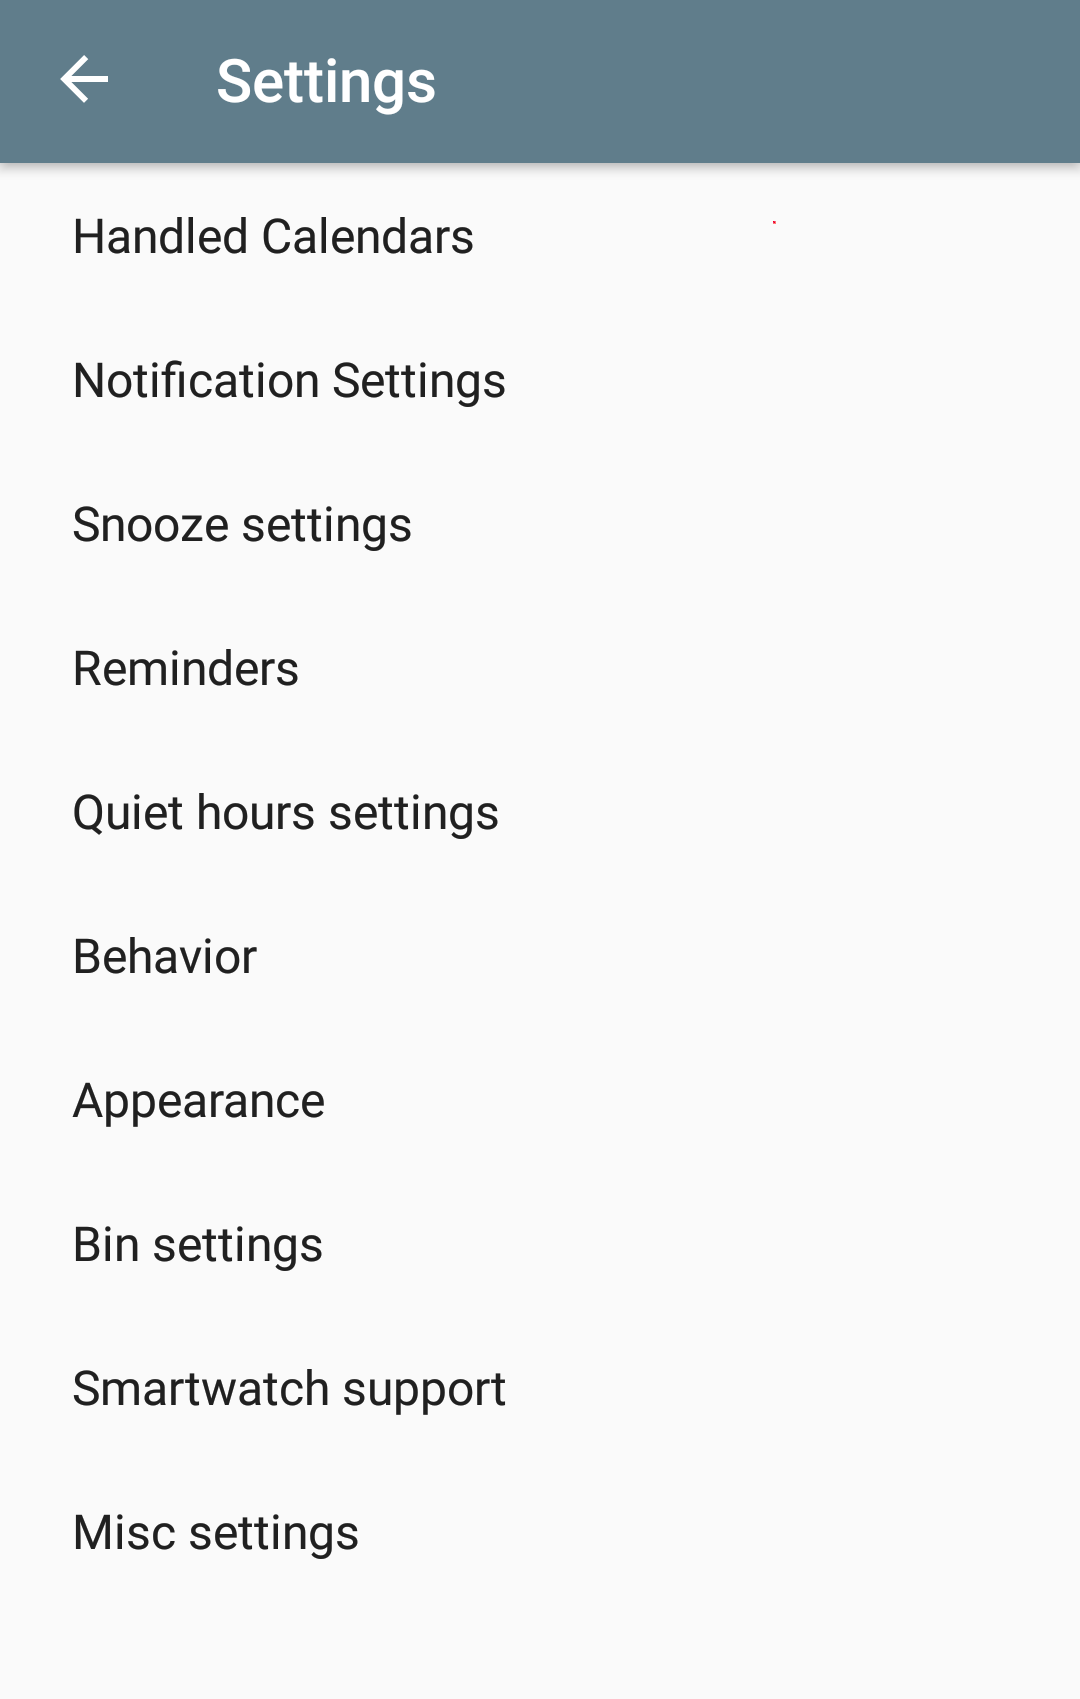 Settings
Handled Calendars
Notification Settings
Snooze settings
Reminders
Quiet hours settings
Behavior
Appearance
Bin settings
Smartwatch support
Misc settings